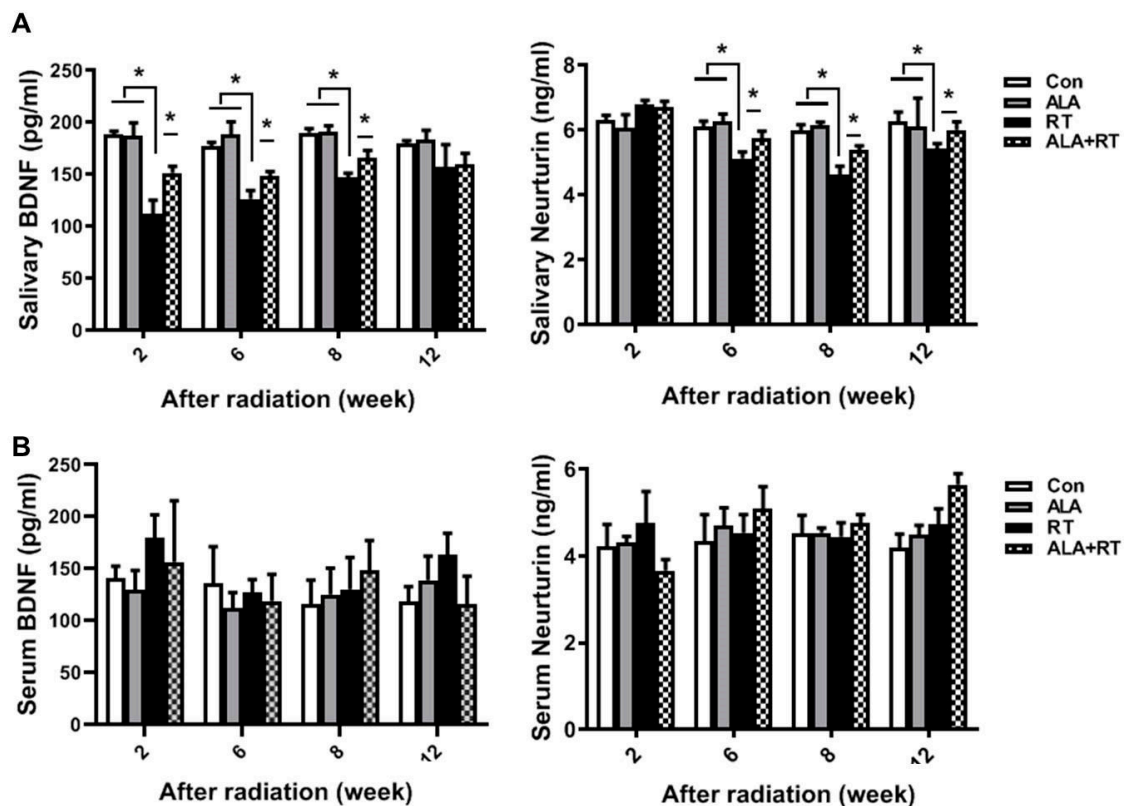 A
Salivary BDNF (pg/ml)
250
200
150
100
50
0
* * * * * *
2 6 8 12
After radiation (week)
Salivary Neurturin (ng/ml)
8
6
4
2
0
* * * * * *
2 6 8 12
After radiation (week)
Con
ALA
RT
ALA+RT
B
Serum BDNF (pg/ml)
250
200
150
100
50
0
2 6 8 12
After radiation (week)
Serum Neurturin (ng/ml)
6
4
2
0
2 6 8 12
After radiation (week)
Con
ALA
RT
ALA+RT